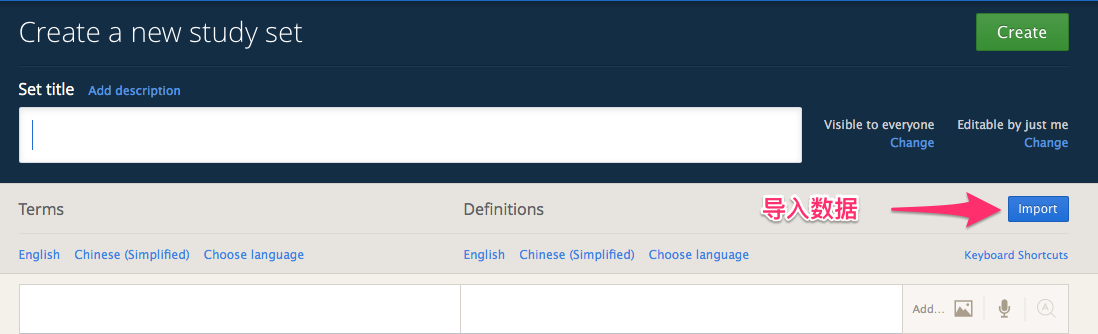 Create a new study set
Create
Set title Add description
Visible to everyone Editable by just me
Change Change
Terms Definitions 导入数据 Import
English Chinese (Simplified) Choose language English Chinese (Simplified) Choose language Keyboard Shortcuts
Add... A